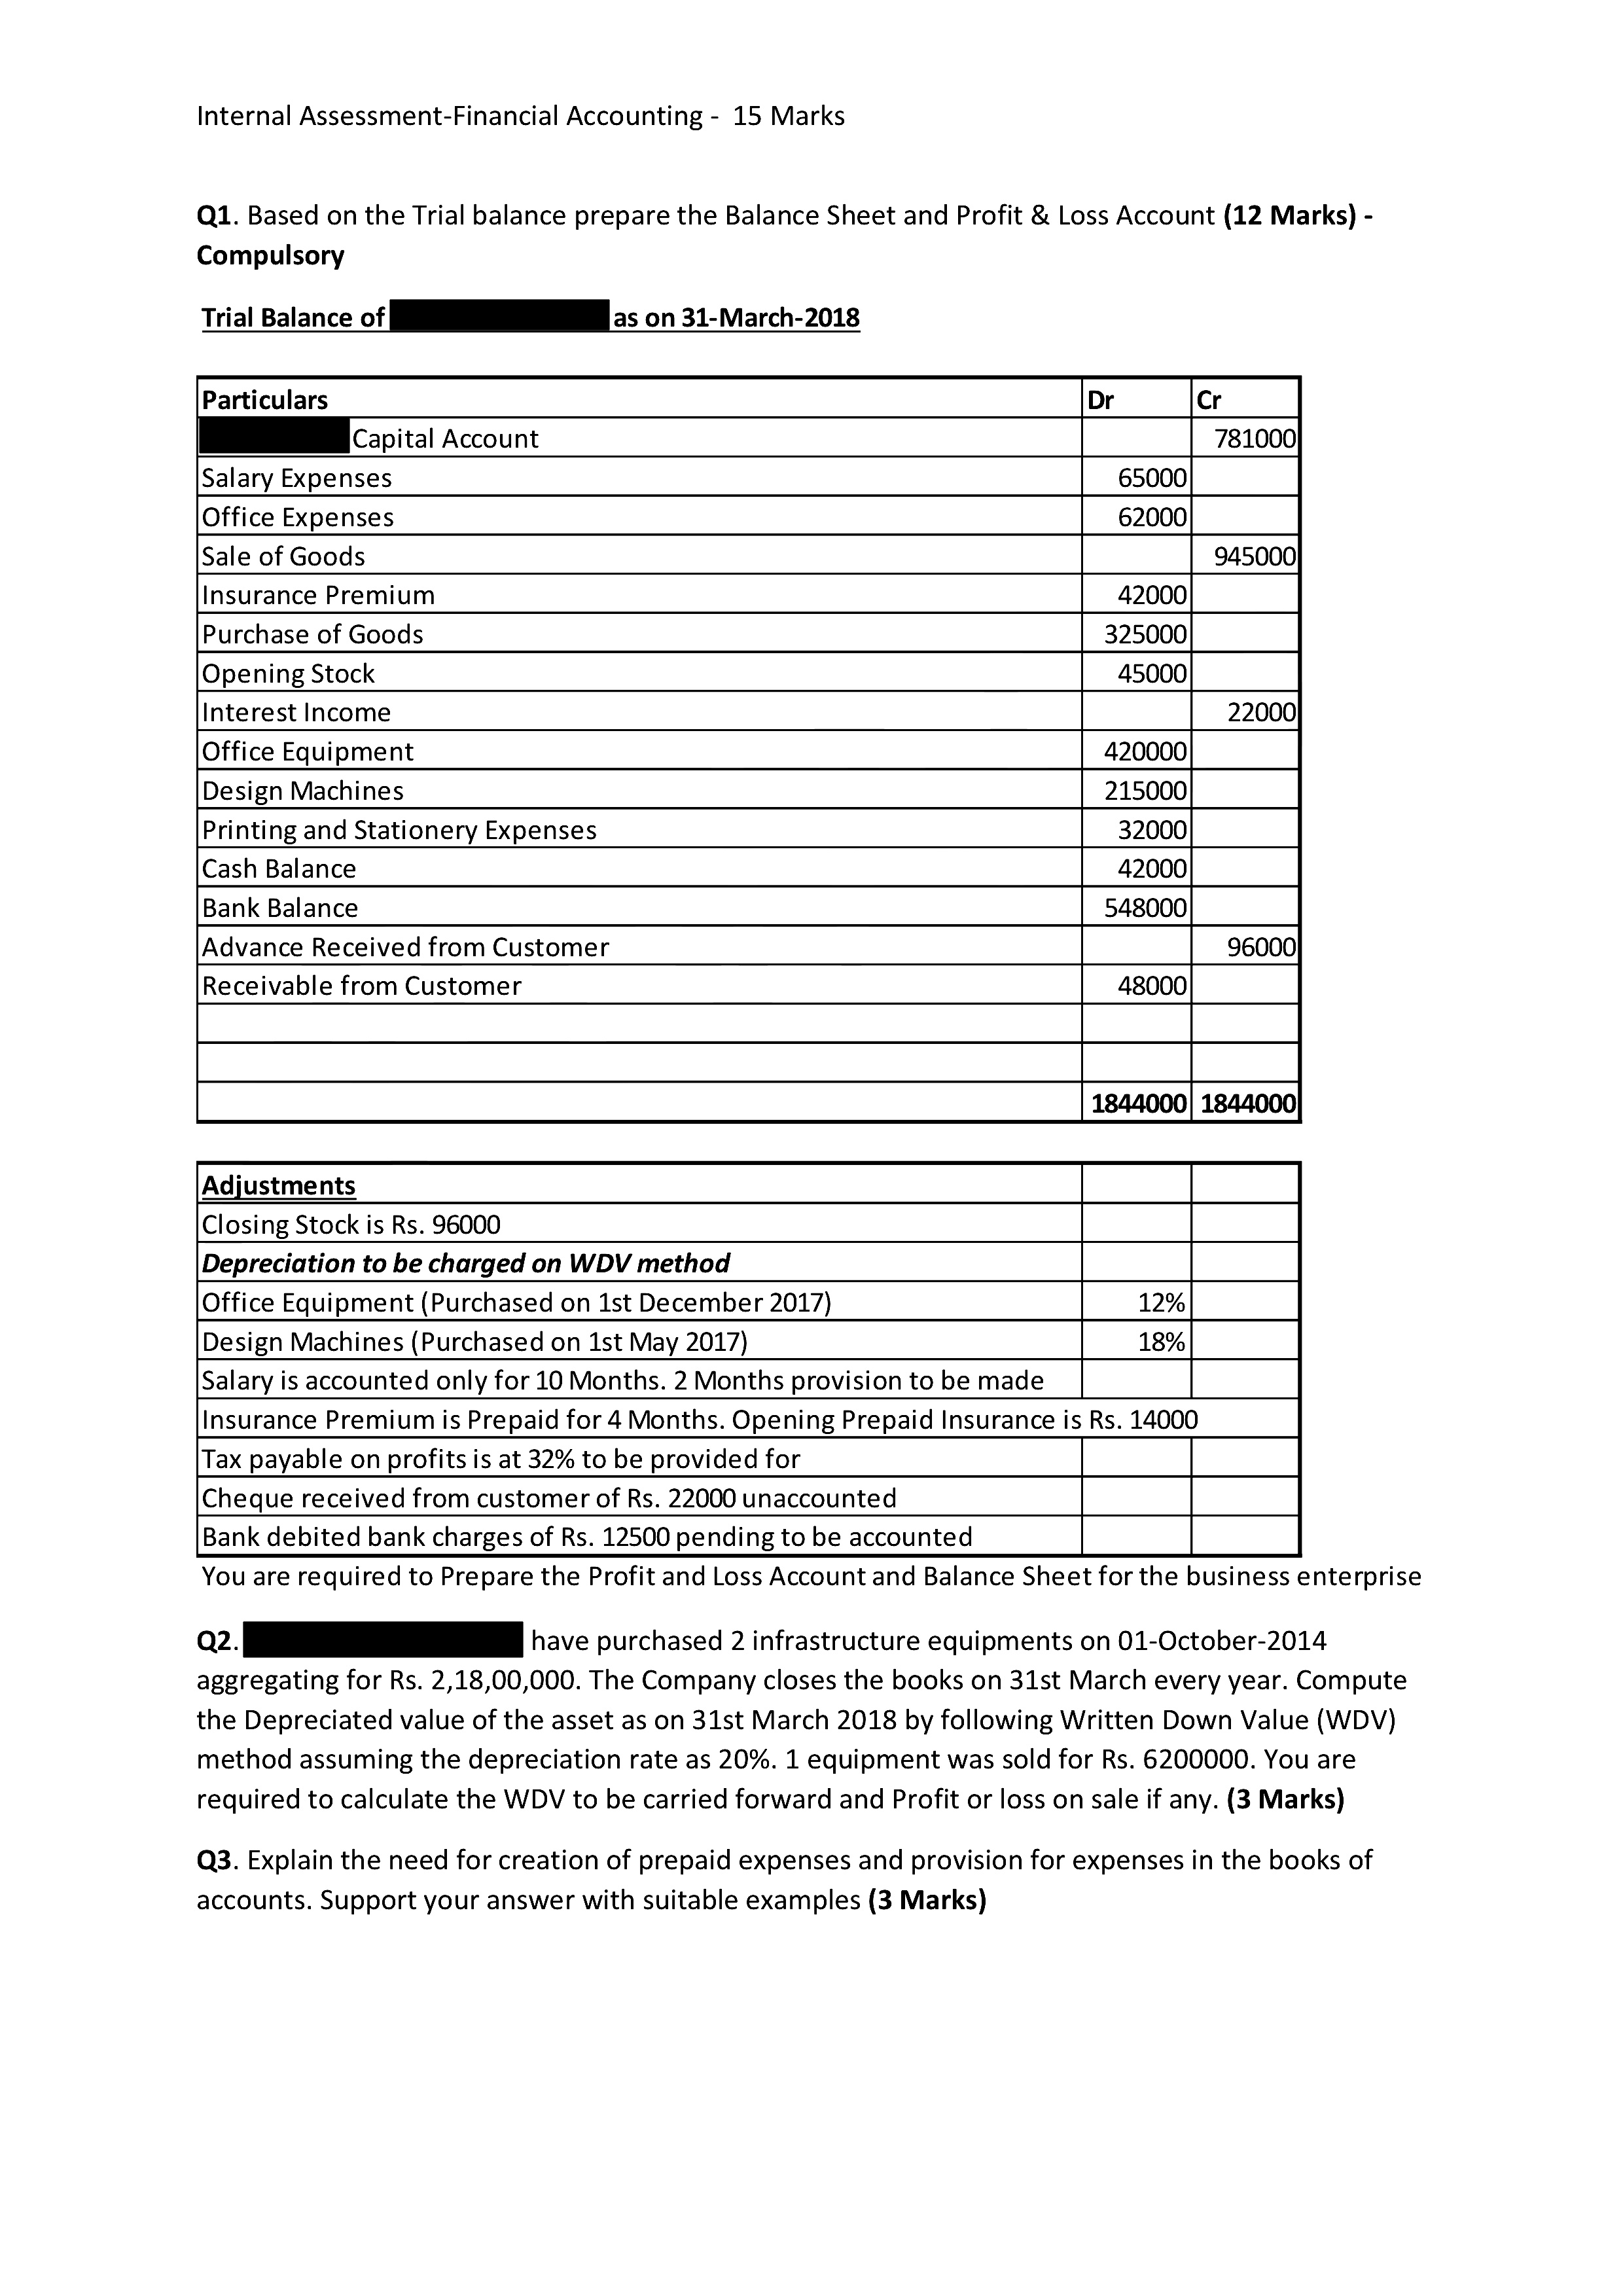 Internal Assessment-Financial Accounting - 15 Marks
Q1. Based on the Trial balance prepare the Balance Sheet and Profit & Loss Account (12 Marks) -
Compulsory
Trial Balance of as on 31-March-2018
Particulars Dr Cr
Capital Account 781000
Salary Expenses 65000
Office Expenses 62000
Sale of Goods 945000
Insurance Premium 42000
Purchase of Goods 325000
Opening Stock 45000
Interest Income 22000
Office Equipment 420000
Design Machines 215000
Printing and Stationery Expenses 32000
Cash Balance 42000
Bank Balance 548000
Advance Received from Customer 96000
Receivable from Customer 48000
1844000 1844000
Adjustments
Closing Stock is Rs. 96000
Depreciation to be charged on WDV method
Office Equipment (Purchased on 1st December 2017) 12%
Design Machines (Purchased on 1st May 2017) 18%
Salary is accounted only for 10 Months. 2 Months provision to be made
Insurance Premium is Prepaid for 4 Months. Opening Prepaid Insurance is Rs. 14000
Tax payable on profits is at 32% to be provided for
Cheque received from customer of Rs. 22000 unaccounted
Bank debited bank charges of Rs. 12500 pending to be accounted
You are required to Prepare the Profit and Loss Account and Balance Sheet for the business enterprise
Q2. have purchased 2 infrastructure equipments on 01-October-2014
aggregating for Rs. 2,18,00,000. The Company closes the books on 31st March every year. Compute
the Depreciated value of the asset as on 31st March 2018 by following Written Down Value (WDV)
method assuming the depreciation rate as 20%. 1 equipment was sold for Rs. 6200000. You are
required to calculate the WDV to be carried forward and Profit or loss on sale if any. (3 Marks)
Q3. Explain the need for creation of prepaid expenses and provision for expenses in the books of
accounts. Support your answer with suitable examples (3 Marks)